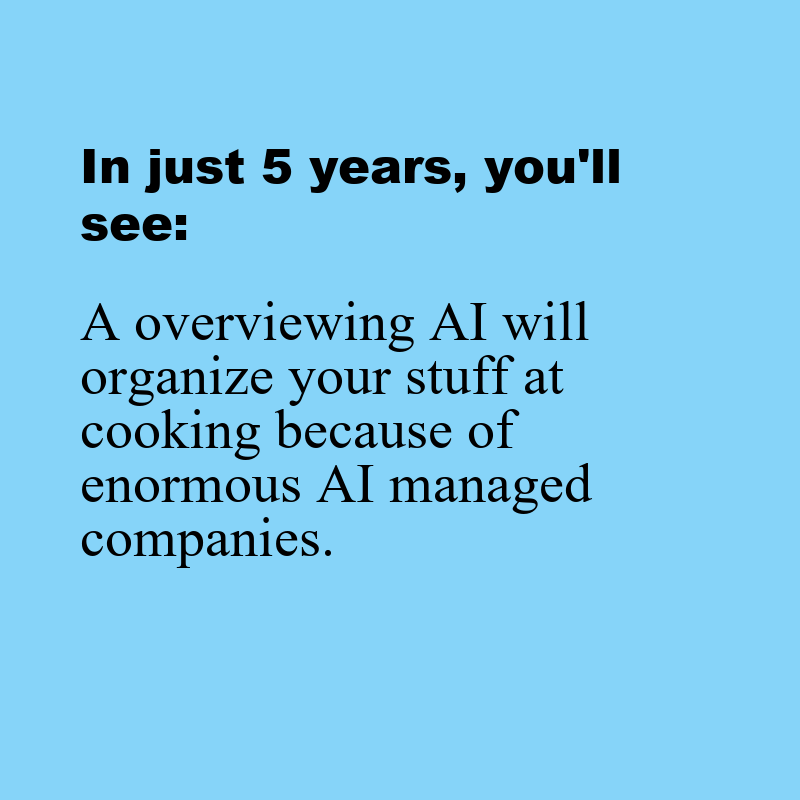 In just 5 years, you'll
see:
A overviewing AI will
organize your stuff at
cooking because of
enormous AI managed
companies.